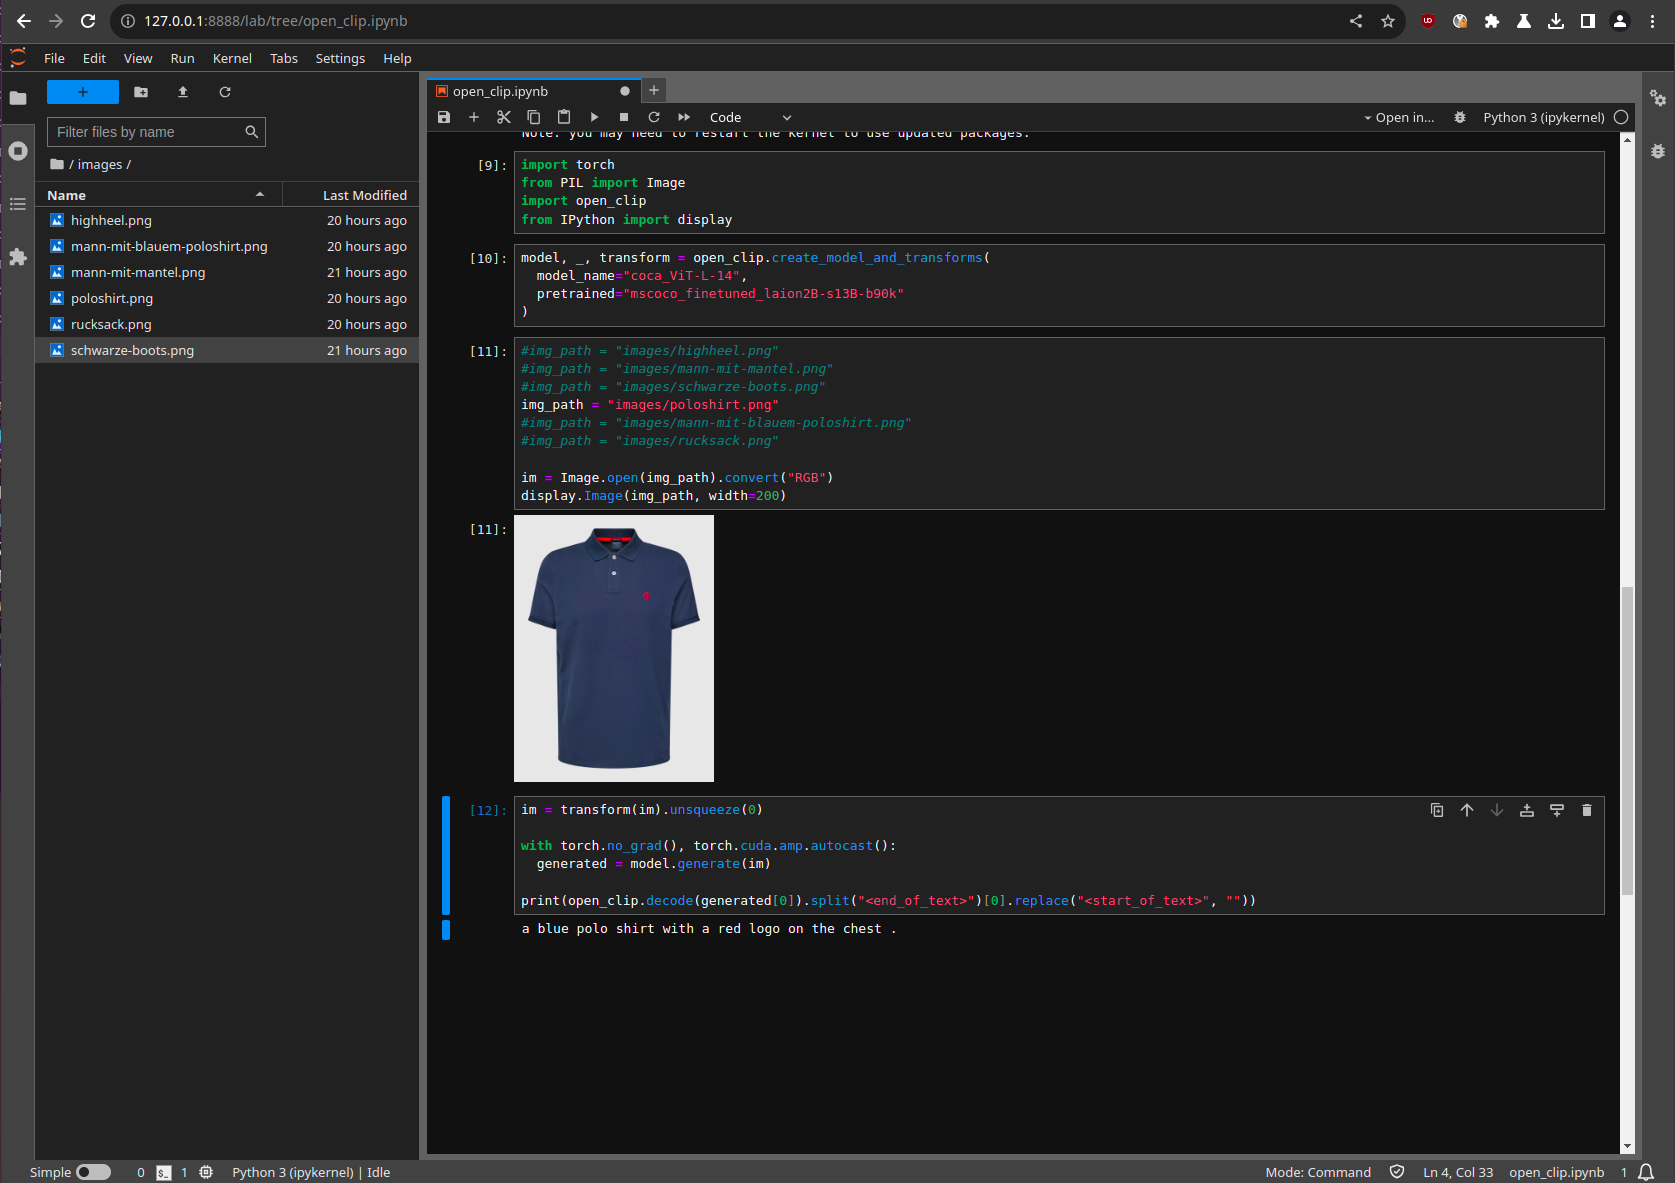 127.0.0.1:8888/lab/tree/open_clip.ipynb
File Edit View Run Kernel Tabs Settings Help
+
Filter files by name
/ images /
Name Last Modified
highheel.png 20 hours ago
mann-mit-blauem-poloshirt.png 20 hours ago
mann-mit-mantel.png 21 hours ago
poloshirt.png 20 hours ago
rucksack.png 20 hours ago
schwarze-boots.png 21 hours ago
open_clip.ipynb
Code Open in... Python 3 (ipykernel)
Note: you may need to restart the kernel to use updated packages.
[9]: import torch
from PIL import Image
import open_clip
from IPython import display
[10]: model, _, transform = open_clip.create_model_and_transforms(
model_name="coca_ViT-L-14",
pretrained="mscoco_finetuned_laion2B-s13B-b90k"
)
[11]: #img_path = "images/highheel.png"
#img_path = "images/mann-mit-mantel.png"
#img_path = "images/schwarze-boots.png"
img_path = "images/poloshirt.png"
#img_path = "images/mann-mit-blauem-poloshirt.png"
#img_path = "images/rucksack.png"
im = Image.open(img_path).convert("RGB")
display.Image(img_path, width=200)
[11]:
[12]: im = transform(im).unsqueeze(0)
with torch.no_grad(), torch.cuda.amp.autocast():
generated = model.generate(im)
print(open_clip.decode(generated[0]).split("<end_of_text>")[0].replace("<start_of_text>", ""))
a blue polo shirt with a red logo on the chest .
Simple 0 $_ 1 Python 3 (ipykernel) | Idle Mode: Command Ln 4, Col 33 open_clip.ipynb 1